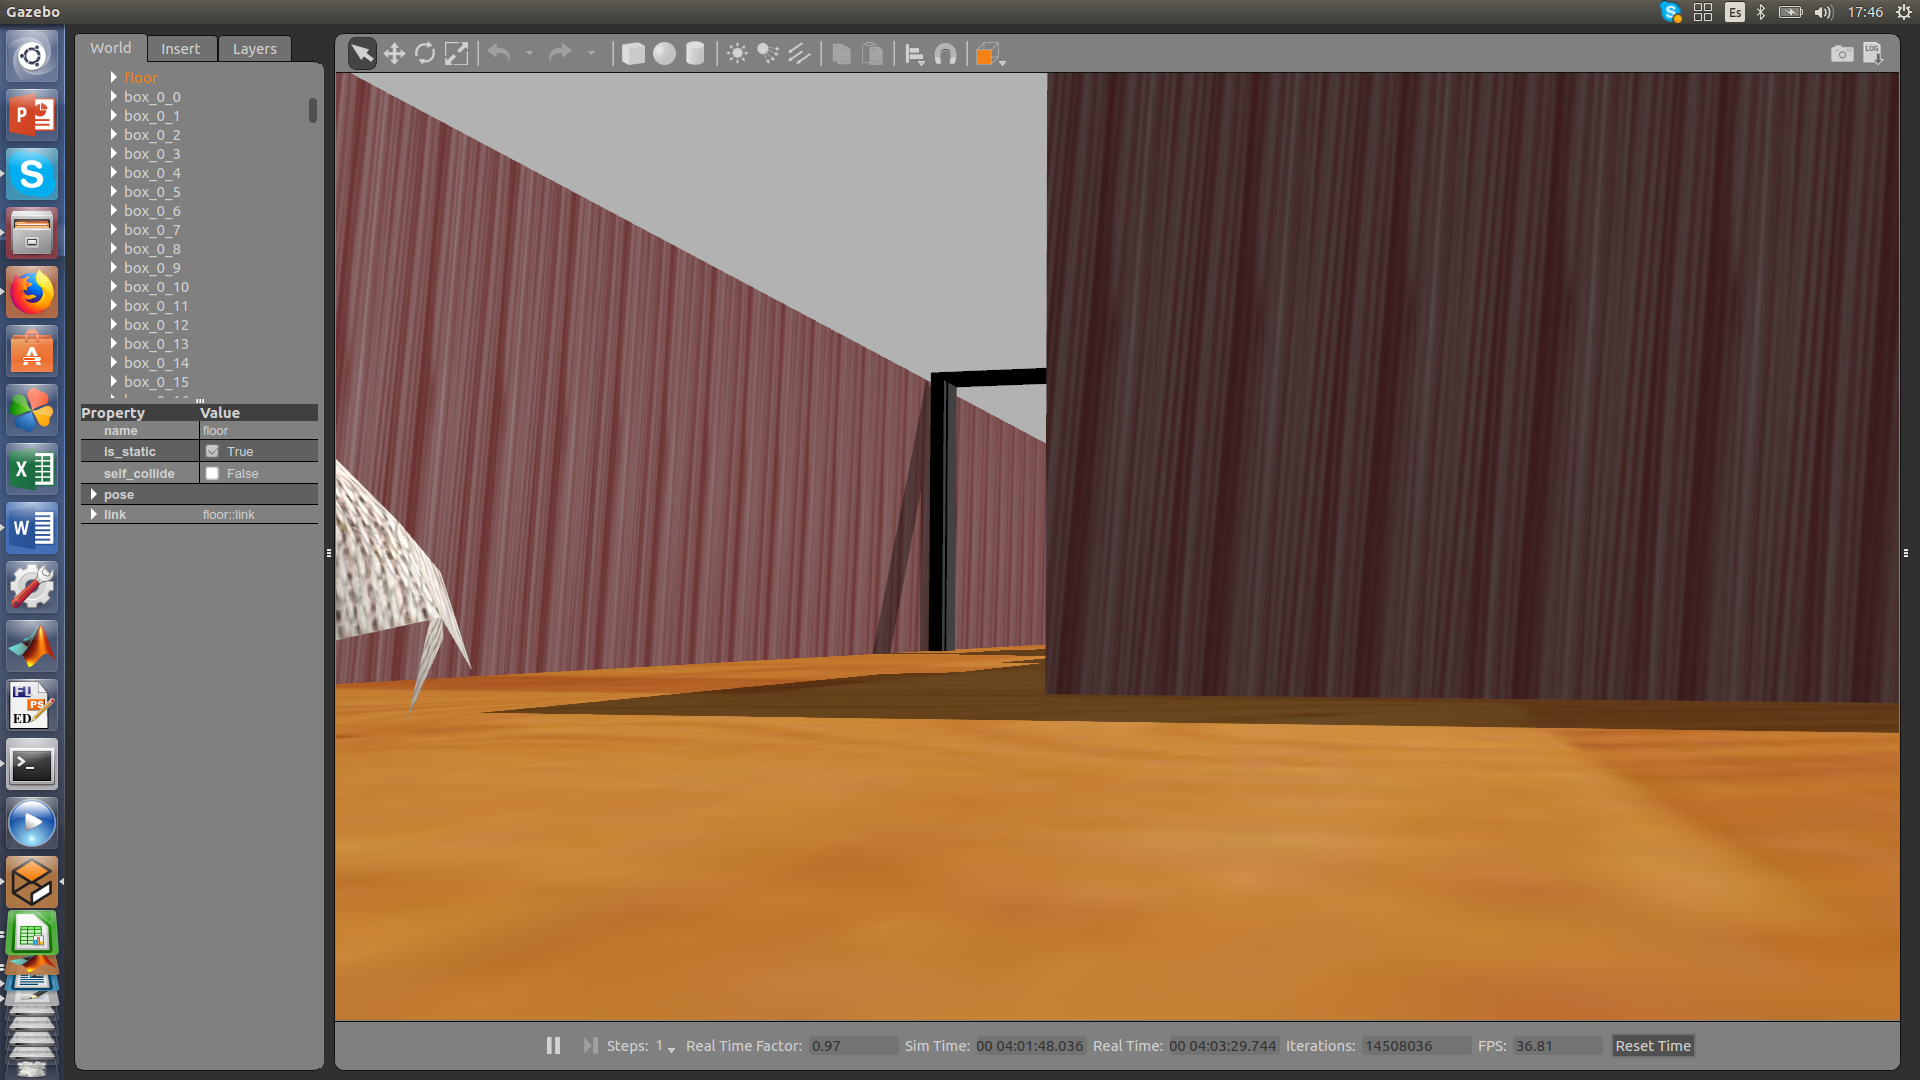 Gazebo
Es
17:46
World
Insert
Layers
LOG
floor
box_0_0
box_0_1
box_0_2
box_0_3
box_0_4
box_0_5
box_0_6
box_0_7
box_0_8
box_0_9
box_0_10
box_0_11
box_0_12
box_0_13
box_0_14
box_0_15
Property Value
name floor
is_static True
self_collide False
pose
link floor::link
Steps: 1 Real Time Factor: 0.97 Sim Time: 00 04:01:48.036 Real Time: 00 04:03:29.744 Iterations: 14508036 FPS: 36.81 Reset Time